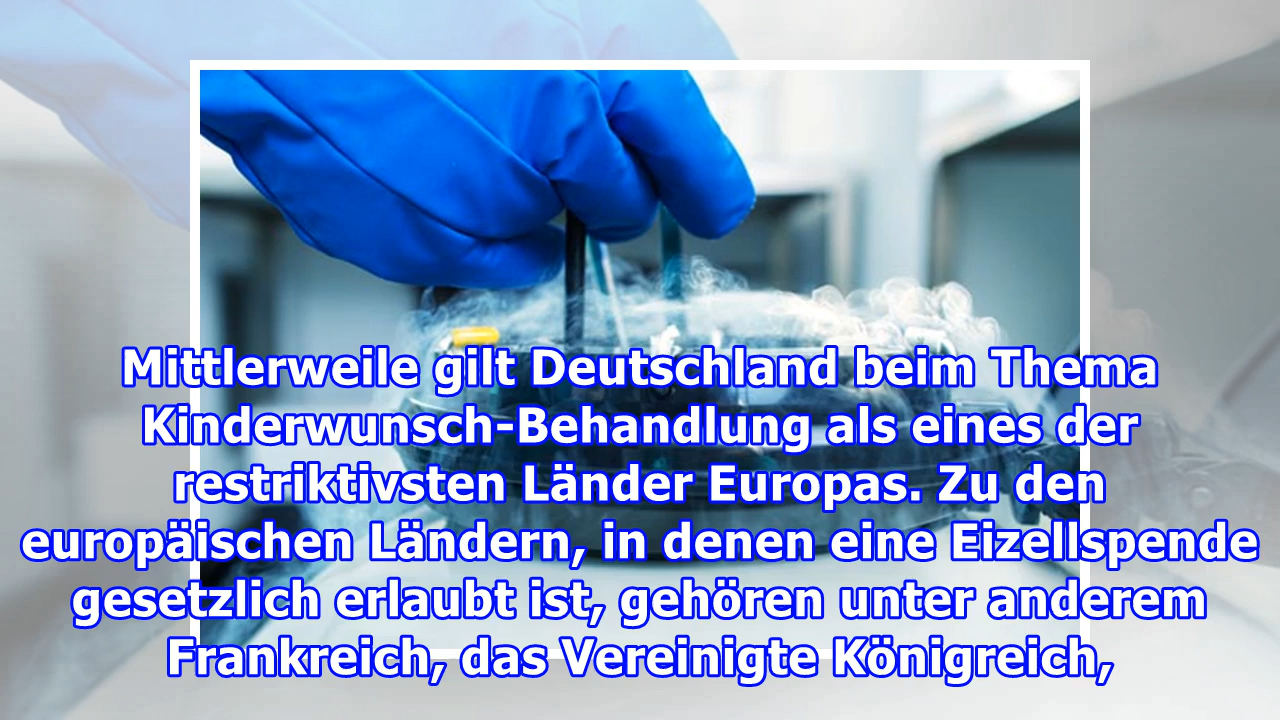 Mittlerweile gilt Deutschland beim Thema
Kinderwunsch-Behandlung als eines der
restriktivsten Länder Europas. Zu den
europäischen Ländern, in denen eine Eizellspende
gesetzlich erlaubt ist, gehören unter anderem
Frankreich, das Vereinigte Königreich,